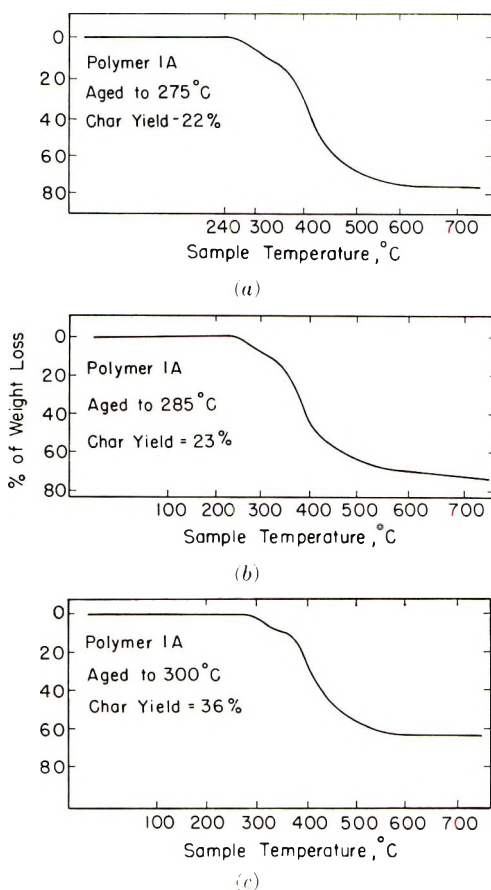 0
20
40
60
80
Polymer 1A
Aged to 275°C
Char Yield - 22%
240 300 400 500 600 700
Sample Temperature, °C
(a)
% of Weight Loss
0
20
40
60
80
Polymer 1A
Aged to 285°C
Char Yield = 23%
100 200 300 400 500 600 700
Sample Temperature, °C
(b)
0
20
40
60
80
Polymer 1A
Aged to 300°C
Char Yield = 36%
100 200 300 400 500 600 700
Sample Temperature, °C
(c)